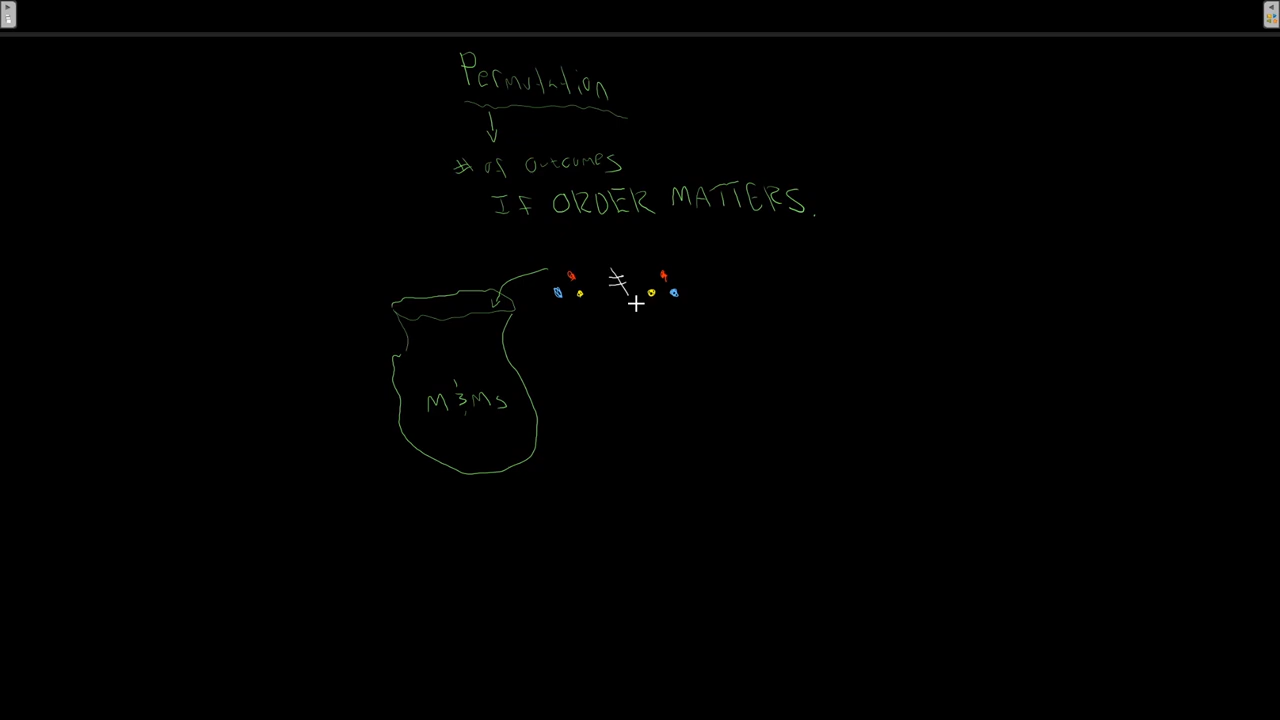 Permutation
# of outcomes
If ORDER MATTERS.
≠
M&Ms